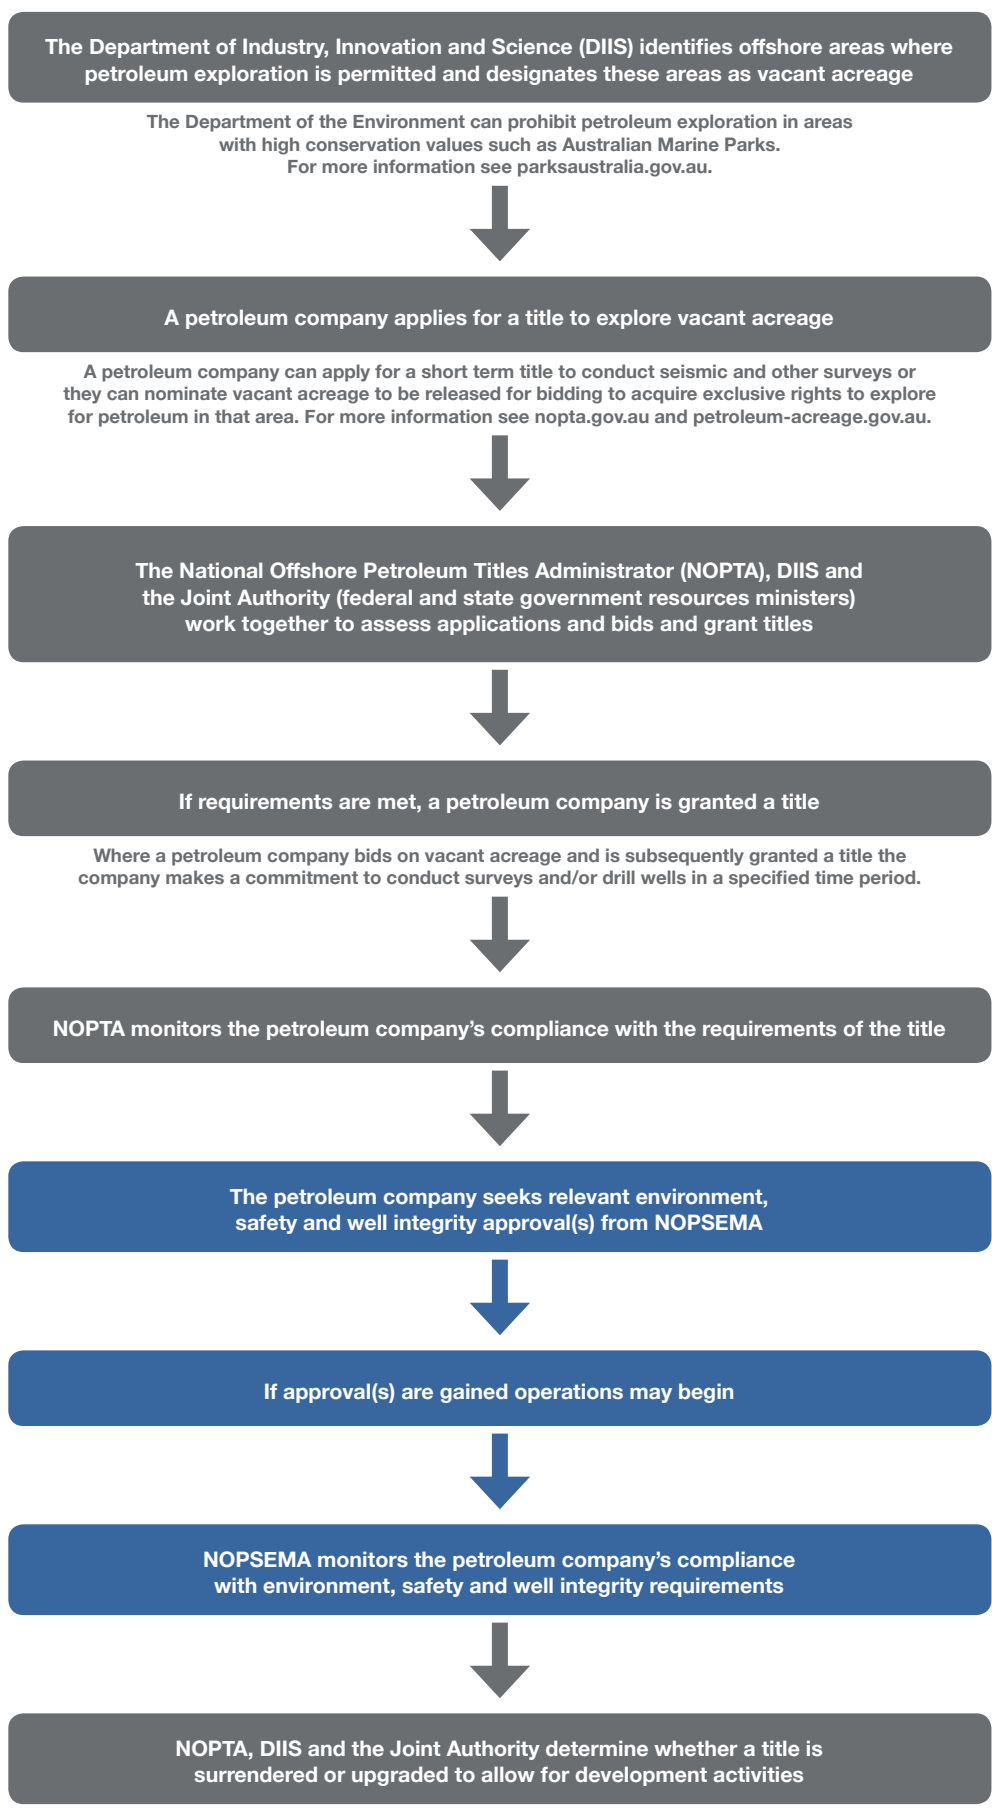 The Department of Industry, Innovation and Science (DIIS) identifies offshore areas where
petroleum exploration is permitted and designates these areas as vacant acreage
The Department of the Environment can prohibit petroleum exploration in areas
with high conservation values such as Australian Marine Parks.
For more information see parksaustralia.gov.au.
A petroleum company applies for a title to explore vacant acreage
A petroleum company can apply for a short term title to conduct seismic and other surveys or
they can nominate vacant acreage to be released for bidding to acquire exclusive rights to explore
for petroleum in that area. For more information see nopta.gov.au and petroleum-acreage.gov.au.
The National Offshore Petroleum Titles Administrator (NOPTA), DIIS and
the Joint Authority (federal and state government resources ministers)
work together to assess applications and bids and grant titles
If requirements are met, a petroleum company is granted a title
Where a petroleum company bids on vacant acreage and is subsequently granted a title the
company makes a commitment to conduct surveys and/or drill wells in a specified time period.
NOPTA monitors the petroleum company’s compliance with the requirements of the title
The petroleum company seeks relevant environment,
safety and well integrity approval(s) from NOPSEMA
If approval(s) are gained operations may begin
NOPSEMA monitors the petroleum company’s compliance
with environment, safety and well integrity requirements
NOPTA, DIIS and the Joint Authority determine whether a title is
surrendered or upgraded to allow for development activities